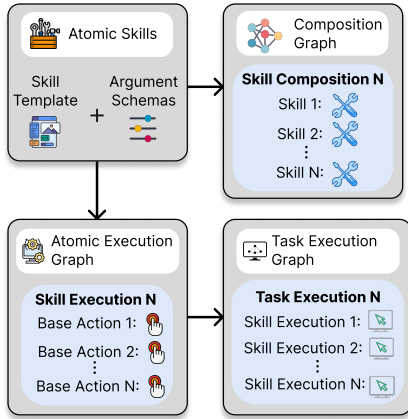 Atomic Skills
Skill
Template
+
Argument
Schemas
Composition
Graph
Skill Composition N
Skill 1:
Skill 2:
⋮
Skill N:
Atomic Execution
Graph
Skill Execution N
Base Action 1:
Base Action 2:
⋮
Base Action N:
Task Execution
Graph
Task Execution N
Skill Execution 1:
Skill Execution 2:
⋮
Skill Execution N: